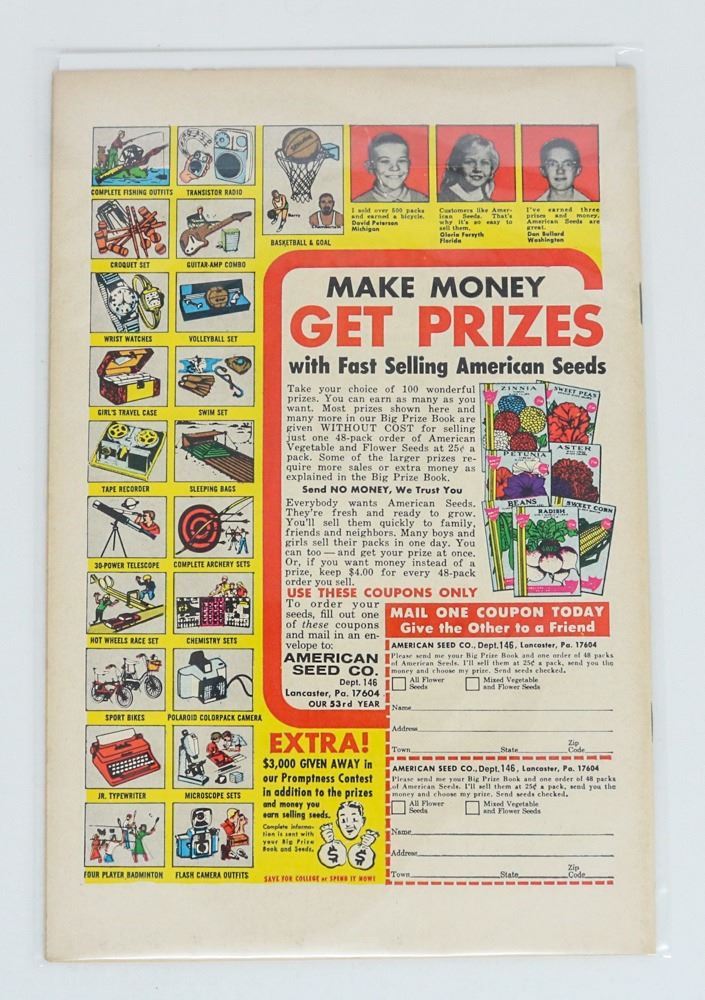 COMPLETE FISHING OUTFITS
TRANSISTOR RADIO
CROQUET SET
GUITAR-AMP COMBO
WRIST WATCHES
VOLLEYBALL SET
GIRL'S TRAVEL CASE
SWIM SET
TAPE RECORDER
SLEEPING BAGS
30-POWER TELESCOPE
COMPLETE ARCHERY SETS
HOT WHEELS RACE SET
CHEMISTRY SETS
SPORT BIKES
POLAROID COLORPACK CAMERA
JR. TYPEWRITER
MICROSCOPE SETS
FOUR PLAYER BADMINTON
FLASH CAMERA OUTFITS
Barry
Chamberlain
BASKETBALL & GOAL
I sold over 500 packs
and earned a bicycle.
David Peterson
Michigan
Customers like Amer-
ican Seeds. That's
why it's so easy to
sell them.
Gloria Forsyth
Florida
I've earned three
prizes and money.
American Seeds are
great.
Dan Bullard
Washington
MAKE MONEY
GET PRIZES
with Fast Selling American Seeds
Take your choice of 100 wonderful
prizes. You can earn as many as you
want. Most prizes shown here and
many more in our Big Prize Book are
given WITHOUT COST for selling
just one 48-pack order of American
Vegetable and Flower Seeds at 25¢ a
pack. Some of the larger prizes re-
quire more sales or extra money as
explained in the Big Prize Book.
Send NO MONEY, We Trust You
Everybody wants American Seeds.
They're fresh and ready to grow.
You'll sell them quickly to family,
friends and neighbors. Many boys and
girls sell their packs in one day. You
can too — and get your prize at once.
Or, if you want money instead of a
prize, keep $4.00 for every 48-pack
order you sell.
ZINNIA
SWEET PEAS
PETUNIA
ASTER
BEANS
RADISH
SWEET CORN
USE THESE COUPONS ONLY
To order your
seeds, fill out one
of these coupons
and mail in an en-
velope to:
AMERICAN
SEED CO.
Dept. 146
Lancaster, Pa. 17604
OUR 53rd YEAR
EXTRA!
$3,000 GIVEN AWAY in
our Promptness Contest
in addition to the prizes
and money you
earn selling seeds.
Complete informa-
tion is sent with
your Big Prize
Book and Seeds.
$ $
SAVE FOR COLLEGE or SPEND IT NOW!
MAIL ONE COUPON TODAY
Give the Other to a Friend
AMERICAN SEED CO., Dept. 146, Lancaster, Pa. 17604
Please send me your Big Prize Book and one order of 48 packs
of American Seeds. I'll sell them at 25¢ a pack, send you the
money and choose my prize. Send seeds checked.
All Flower Seeds
Mixed Vegetable and Flower Seeds
Name
Address
Town State Zip Code
AMERICAN SEED CO., Dept. 146, Lancaster, Pa. 17604
Please send me your Big Prize Book and one order of 48 packs
of American Seeds. I'll sell them at 25¢ a pack, send you the
money and choose my prize. Send seeds checked.
All Flower Seeds
Mixed Vegetable and Flower Seeds
Name
Address
Town State Zip Code